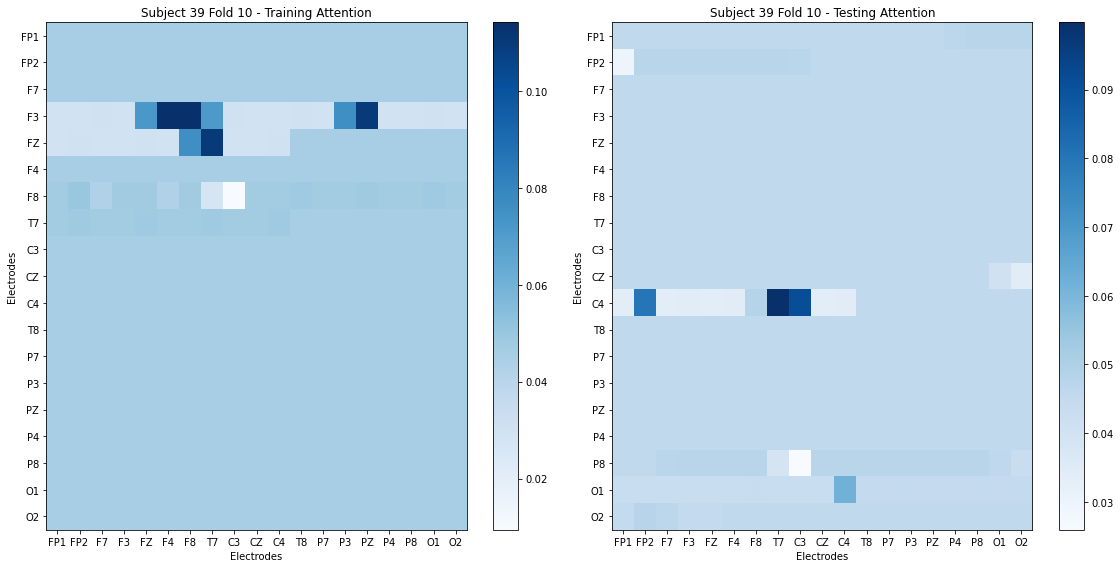 Subject 39 Fold 10 - Training Attention
FP1
FP2
F7
F3
FZ
F4
F8
T7
C3
CZ
C4
T8
P7
P3
PZ
P4
P8
O1
O2
Electrodes
FP1 FP2 F7 F3 FZ F4 F8 T7 C3 CZ C4 T8 P7 P3 PZ P4 P8 O1 O2
Electrodes
0.10
0.08
0.06
0.04
0.02
Subject 39 Fold 10 - Testing Attention
FP1
FP2
F7
F3
FZ
F4
F8
T7
C3
CZ
C4
T8
P7
P3
PZ
P4
P8
O1
O2
Electrodes
FP1 FP2 F7 F3 FZ F4 F8 T7 C3 CZ C4 T8 P7 P3 PZ P4 P8 O1 O2
Electrodes
0.09
0.08
0.07
0.06
0.05
0.04
0.03